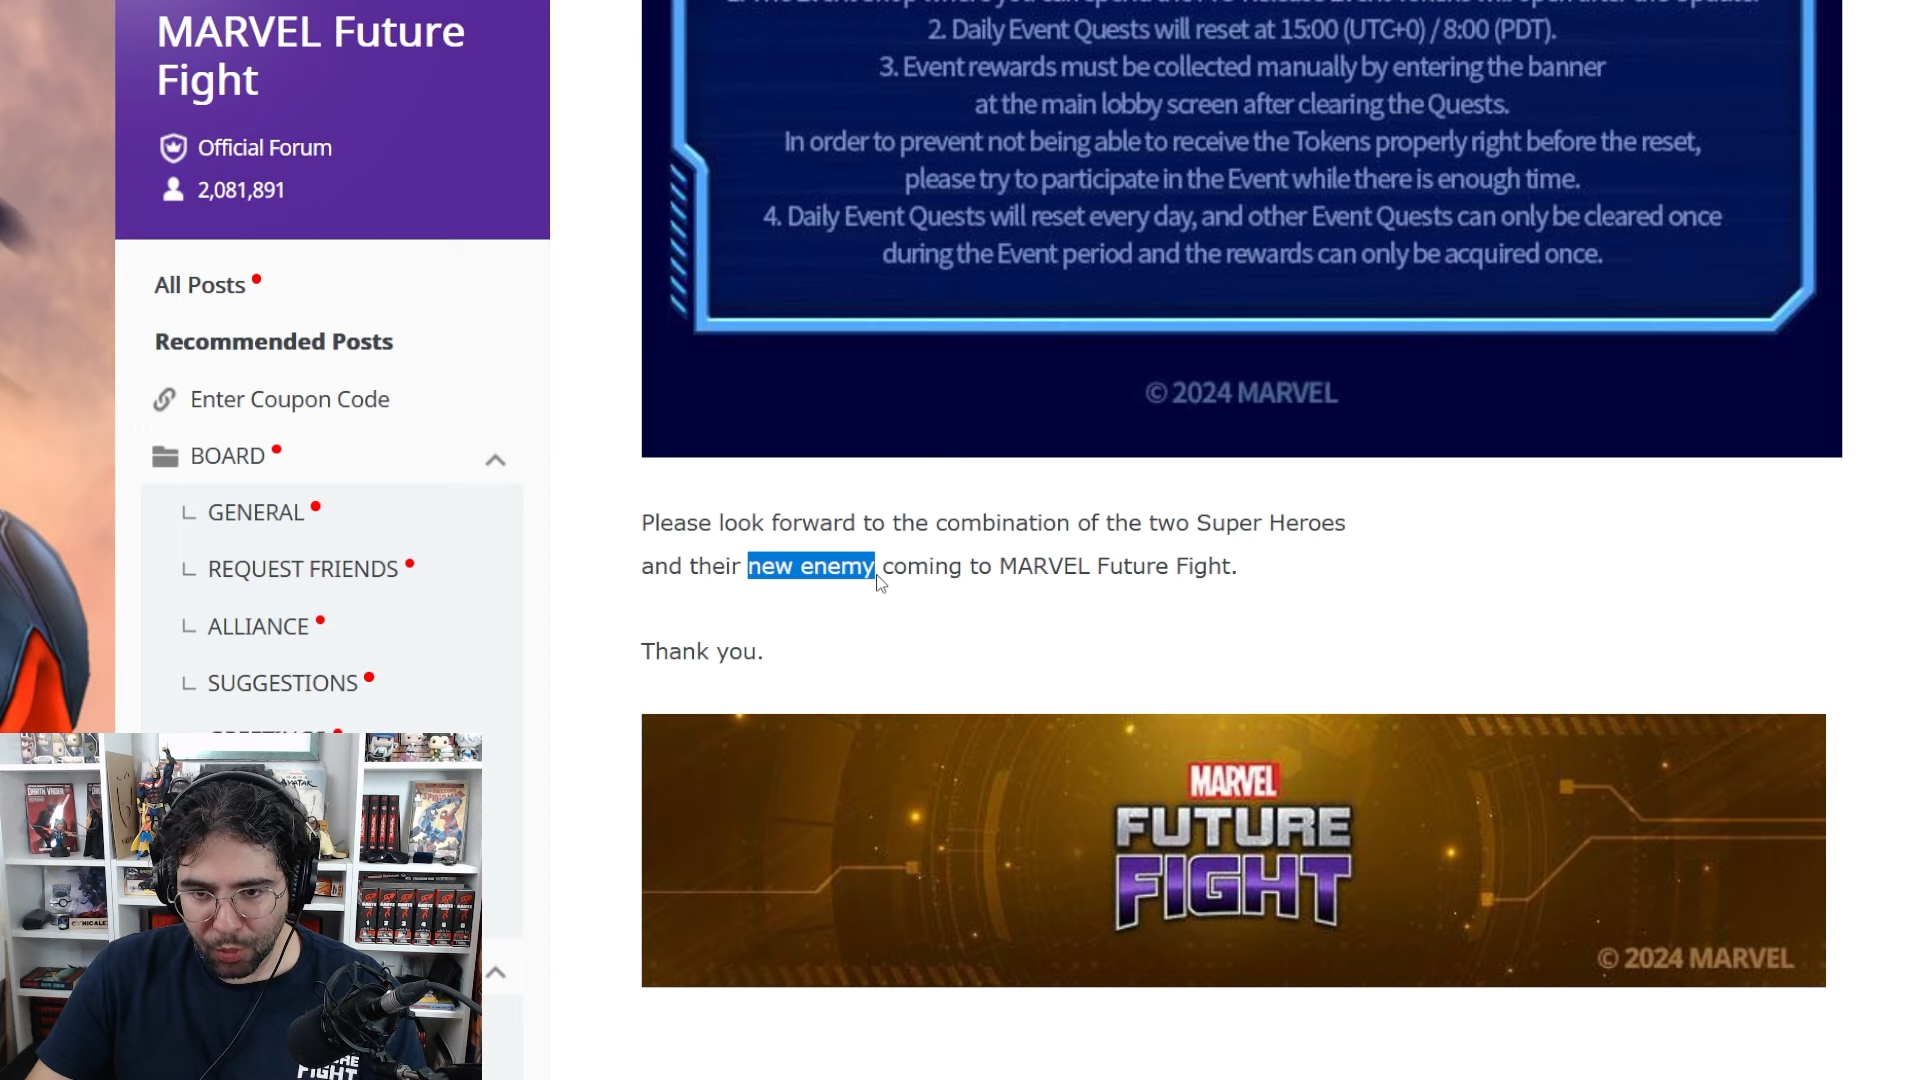 MARVEL Future
Fight
Official Forum
2,081,891
All Posts
Recommended Posts
Enter Coupon Code
BOARD
GENERAL
REQUEST FRIENDS
ALLIANCE
SUGGESTIONS
2. Daily Event Quests will reset at 15:00 (UTC+0) / 8:00 (PDT).
3. Event rewards must be collected manually by entering the banner
at the main lobby screen after clearing the Quests.
In order to prevent not being able to receive the Tokens properly right before the reset,
please try to participate in the Event while there is enough time.
4. Daily Event Quests will reset every day, and other Event Quests can only be cleared once
during the Event period and the rewards can only be acquired once.
© 2024 MARVEL
Please look forward to the combination of the two Super Heroes
and their new enemy coming to MARVEL Future Fight.
Thank you.
MARVEL
FUTURE
FIGHT
© 2024 MARVEL
DARTH VADER
AVATAR
GANTZ
FIGHT